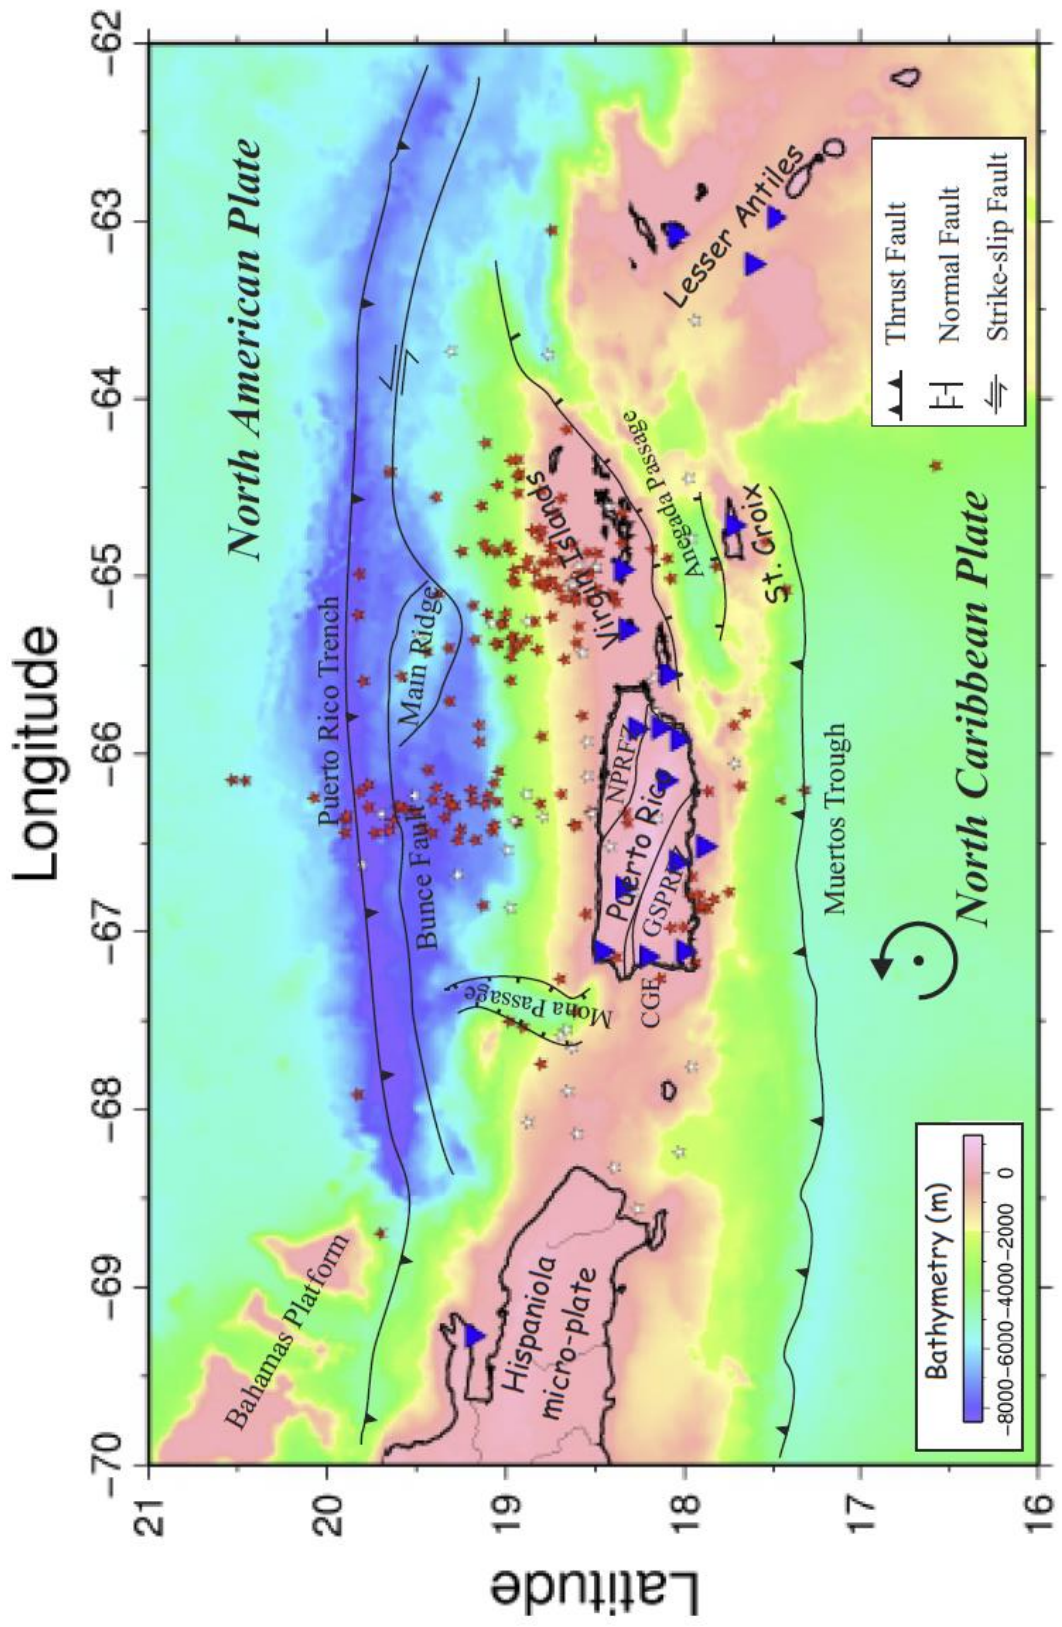 Longitude
−70
−69
−68
−67
−66
−65
−64
−63
−62
21
20
19
18
17
16
Latitude
North American Plate
Bahamas Platform
Puerto Rico Trench
Main Ridge
Bunce Fault
Mona Passage
Virgin Islands
Anegada Passage
Lesser Antiles
Hispaniola
micro-plate
NPRFZ
Puerto Rico
GSPRFZ
CGE
St. Croix
Muertos Trough
North Caribbean Plate
Bathymetry (m)
−8000−6000−4000−2000 0
Thrust Fault
Normal Fault
Strike-slip Fault